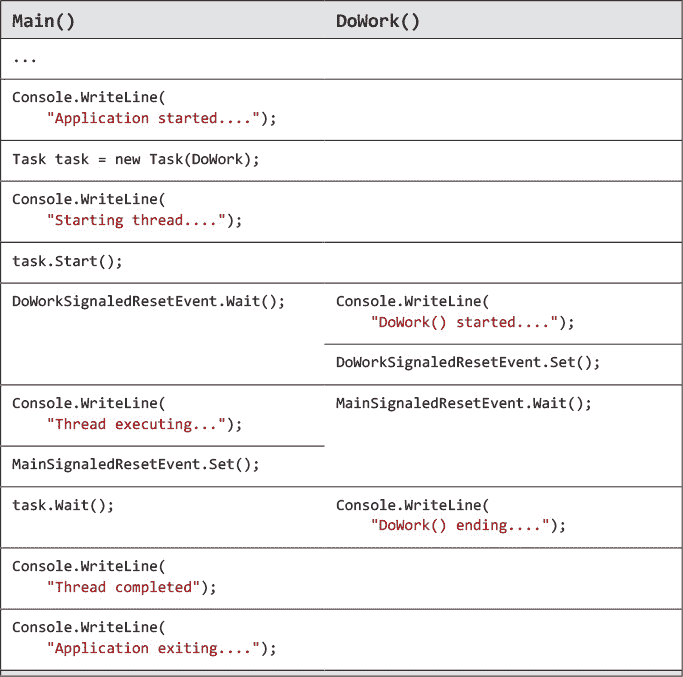 Main() DoWork()
...
Console.WriteLine(
"Application started....");
Task task = new Task(DoWork);
Console.WriteLine(
"Starting thread....");
task.Start();
DoWorkSignaledResetEvent.Wait(); Console.WriteLine(
"DoWork() started....");
DoWorkSignaledResetEvent.Set();
Console.WriteLine( MainSignaledResetEvent.Wait();
"Thread executing...");
MainSignaledResetEvent.Set();
task.Wait(); Console.WriteLine(
"DoWork() ending....");
Console.WriteLine(
"Thread completed");
Console.WriteLine(
"Application exiting....");